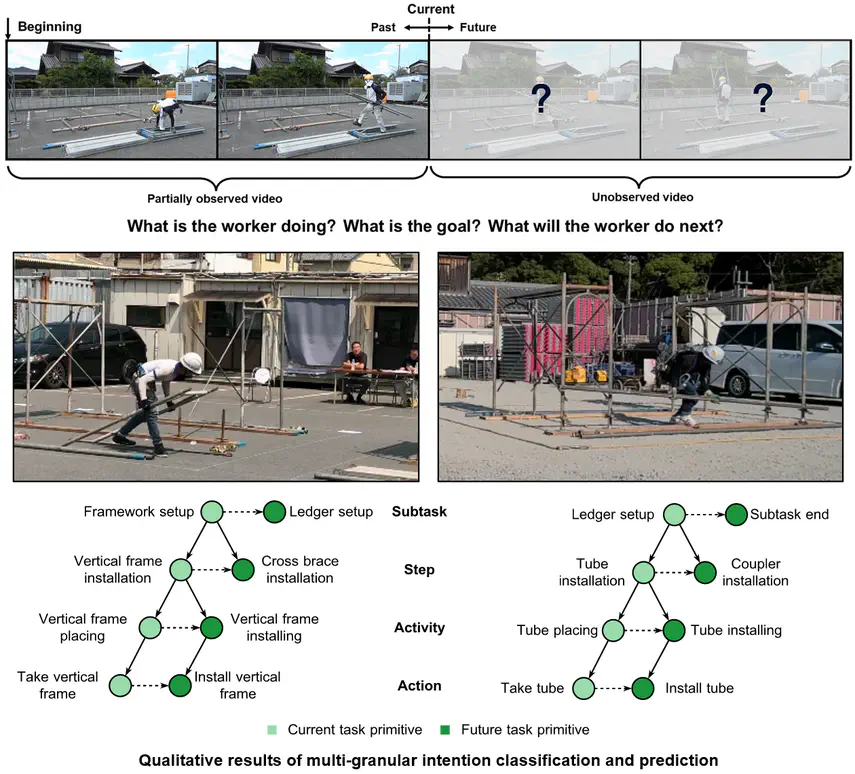 Current
Beginning
Past
Future
?
?
Partially observed video
Unobserved video
What is the worker doing? What is the goal? What will the worker do next?
Framework setup
Ledger setup
Subtask
Ledger setup
Subtask end
Vertical frame
installation
Cross brace
installation
Step
Tube
installation
Coupler
installation
Vertical frame
placing
Vertical frame
installing
Activity
Tube placing
Tube installing
Take vertical
frame
Install vertical
frame
Action
Take tube
Install tube
Current task primitive
Future task primitive
Qualitative results of multi-granular intention classification and prediction